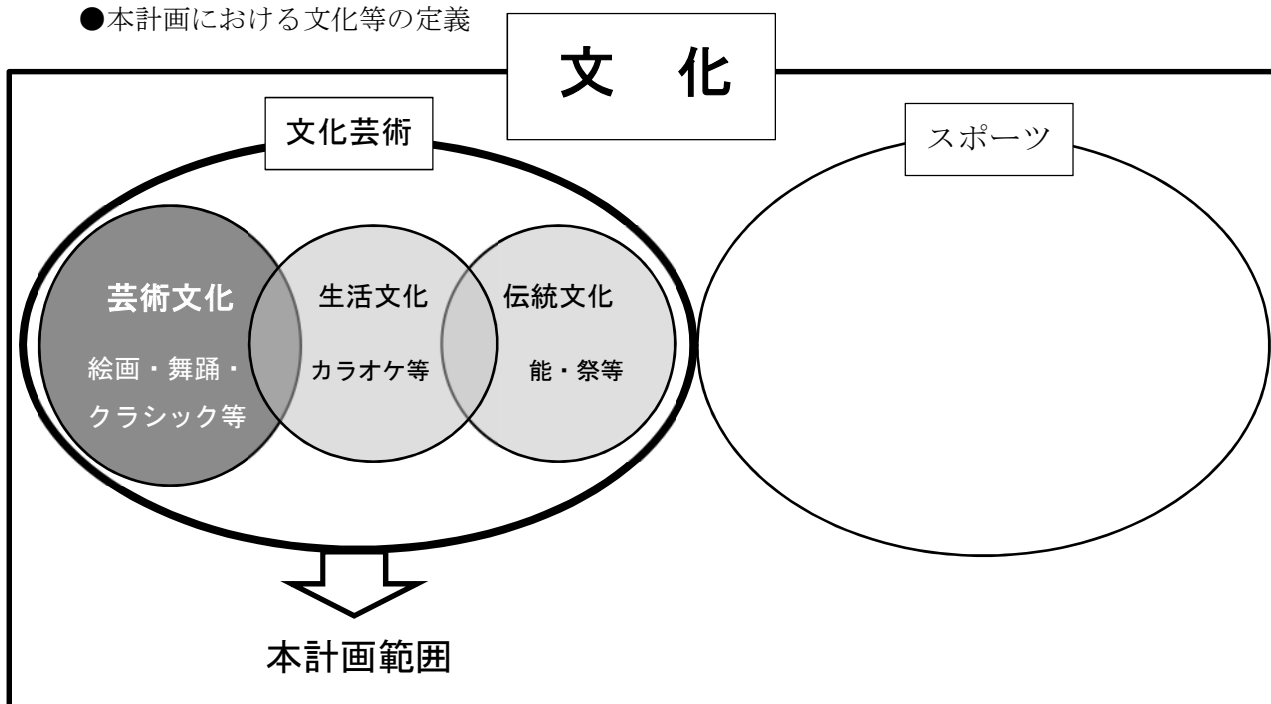 ●本計画における文化等の定義
文 化
文化芸術
スポーツ
芸術文化
絵画・舞踊・
クラシック等
生活文化
カラオケ等
伝統文化
能・祭等
本計画範囲